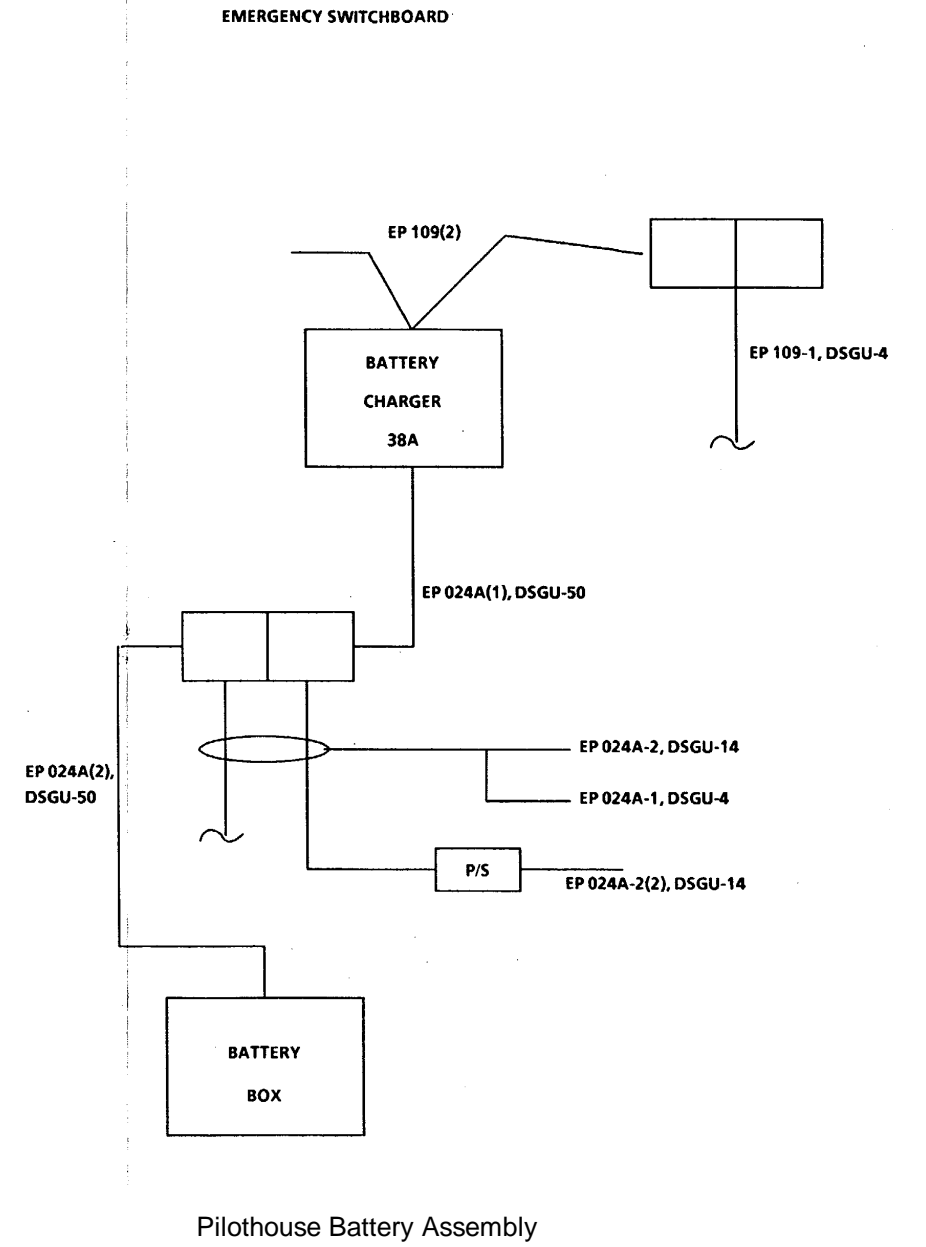 EMERGENCY SWITCHBOARD
EP 109(2)
EP 109-1, DSGU-4
BATTERY
CHARGER
38A
EP 024A(1), DSGU-50
EP 024A-2, DSGU-14
EP 024A(2),
DSGU-50
EP 024A-1, DSGU-4
P/S
EP 024A-2(2), DSGU-14
BATTERY
BOX
Pilothouse Battery Assembly